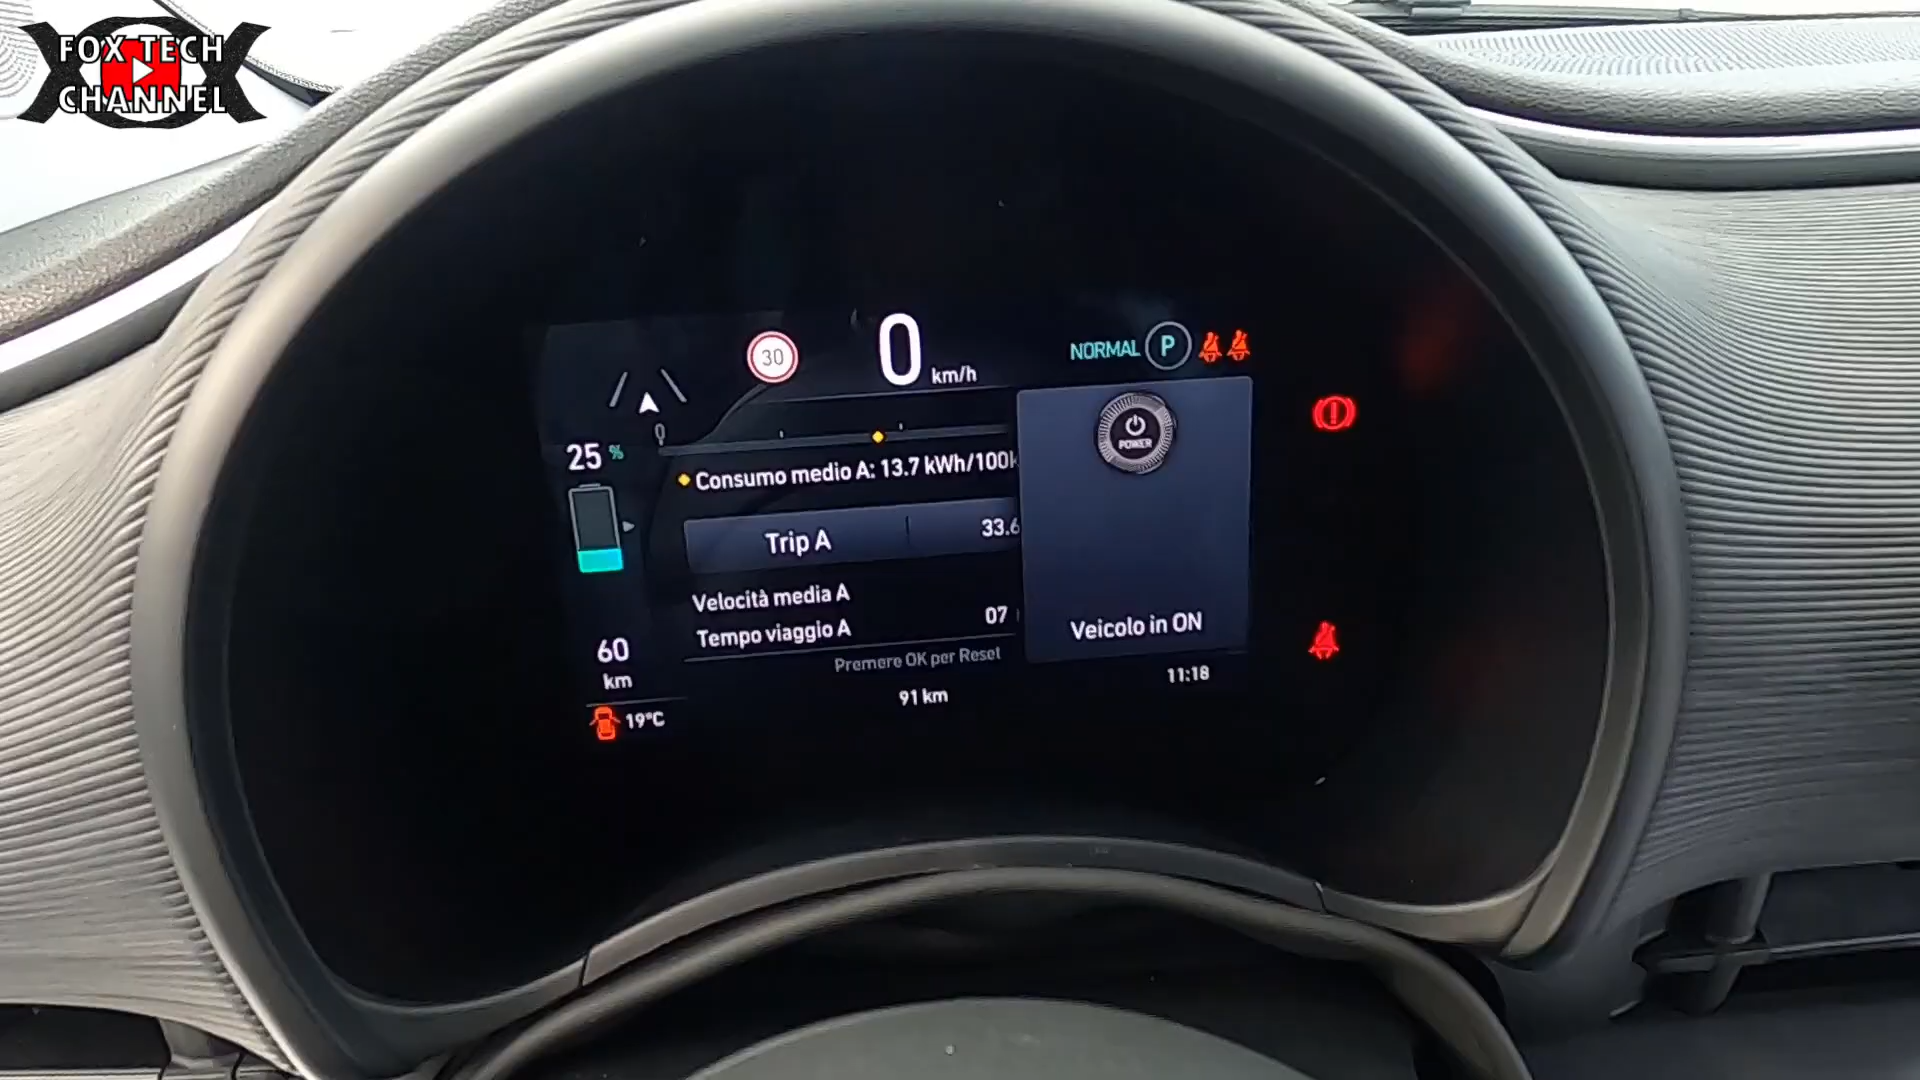 FOX TECH
CHANNEL
30
0
km/h
NORMAL
P
0
25 %
Consumo medio A: 13.7 kWh/100k
POWER
Trip A
33.6
Velocità media A
Tempo viaggio A
07
Premere OK per Reset
Veicolo in ON
60
km
91 km
11:18
19°C